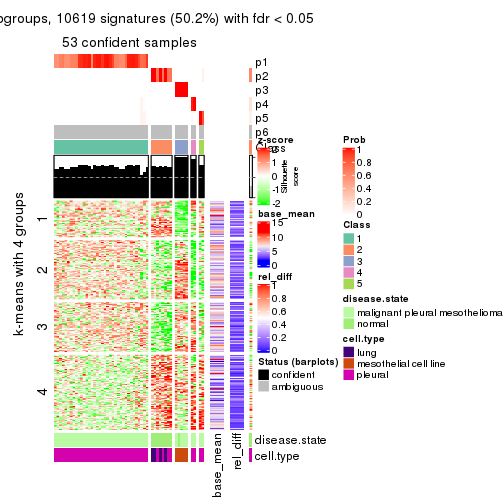 ogroups, 10619 signatures (50.2%) with fdr < 0.05
53 confident samples
p1
p2
p3
p4
p5
p6
Class
k-means with 4 groups
1
2
3
4
Silhouette
score
z-score
0
-1
-2
base_mean
15
10
5
0
rel_diff
1
0.8
0.6
0.4
0.2
0
Status (barplots)
confident
ambiguous
Prob
1
0.8
0.6
0.4
0.2
0
Class
1
2
3
4
5
disease.state
malignant pleural mesothelioma
normal
cell.type
lung
mesothelial cell line
pleural
disease.state
cell.type
base_mean
rel_diff